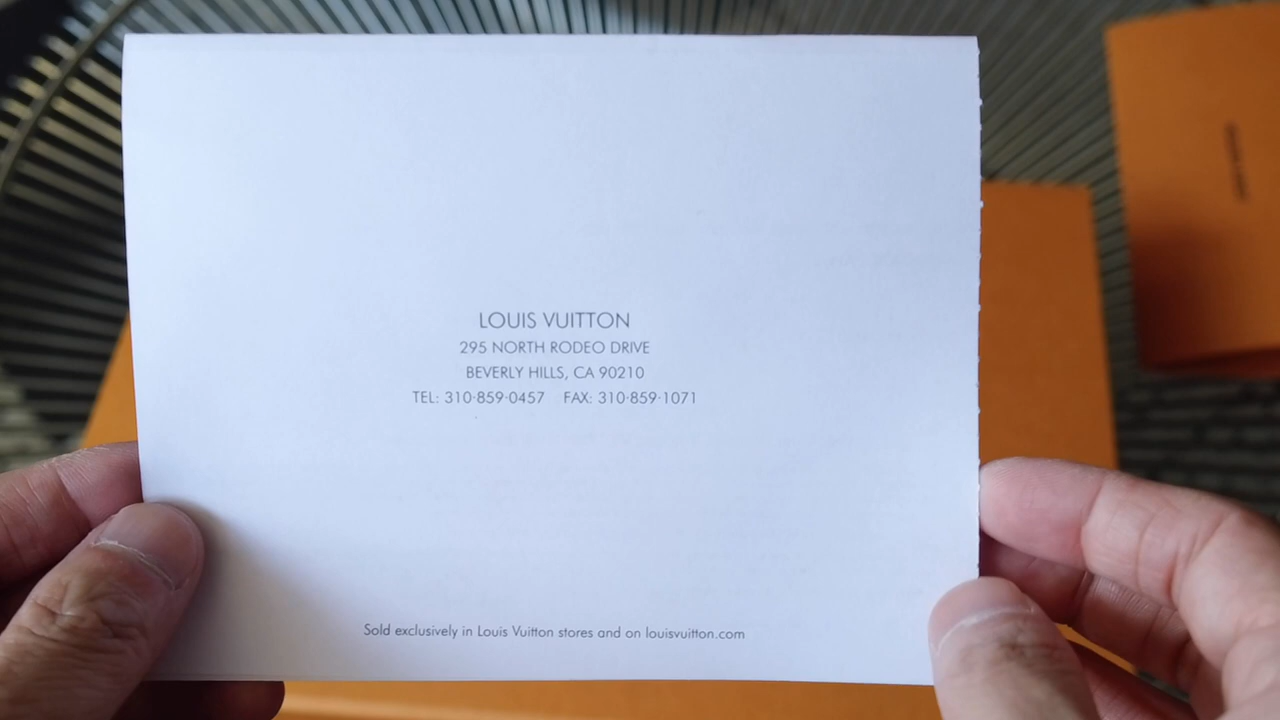 LOUIS VUITTON
295 NORTH RODEO DRIVE
BEVERLY HILLS, CA 90210
TEL: 310·859·0457 FAX: 310·859·1071
Sold exclusively in Louis Vuitton stores and on louisvuitton.com